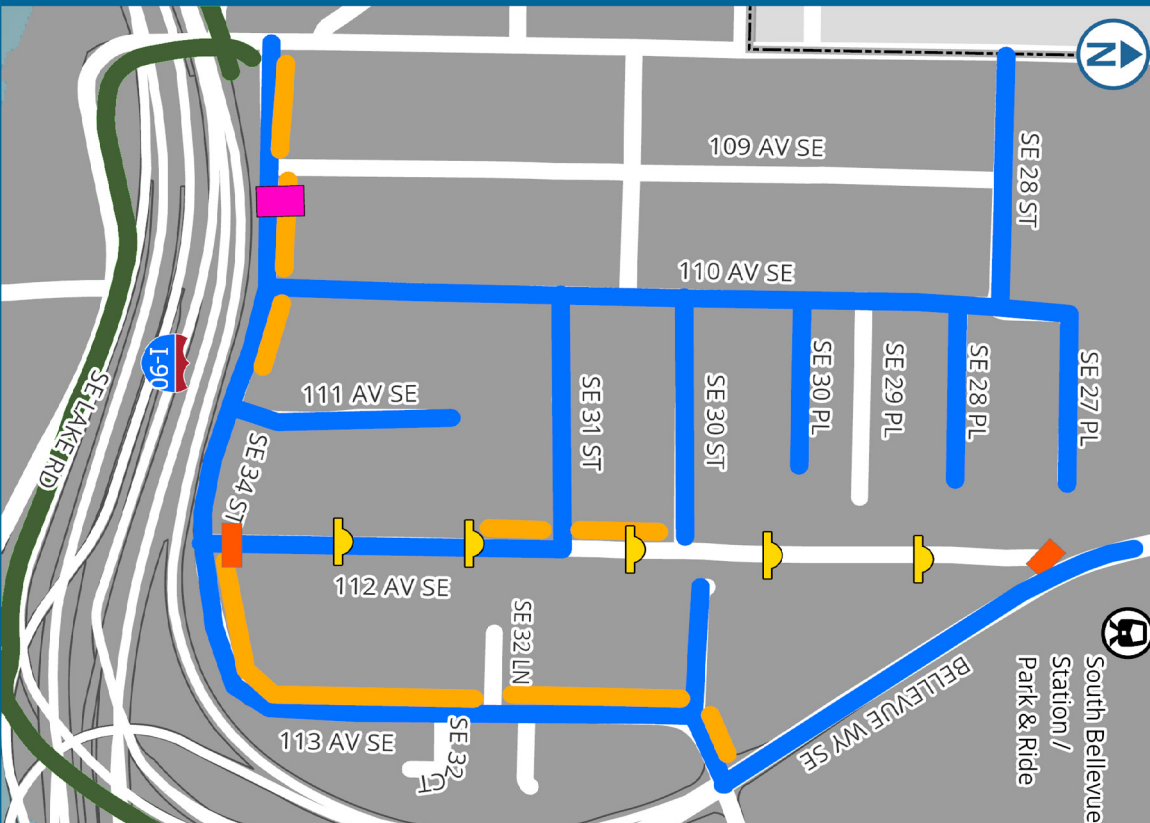 N
109 AV SE
SE 28 ST
110 AV SE
I-90
111 AV SE
SE 31 ST
SE 30 ST
SE 30 PL
SE 29 PL
SE 28 PL
SE 27 PL
SE LAKE RD
SE 34 ST
112 AV SE
SE 32 LN
BELLEVUE WY SE
South Bellevue
Station /
Park & Ride
113 AV SE
SE 32
CT